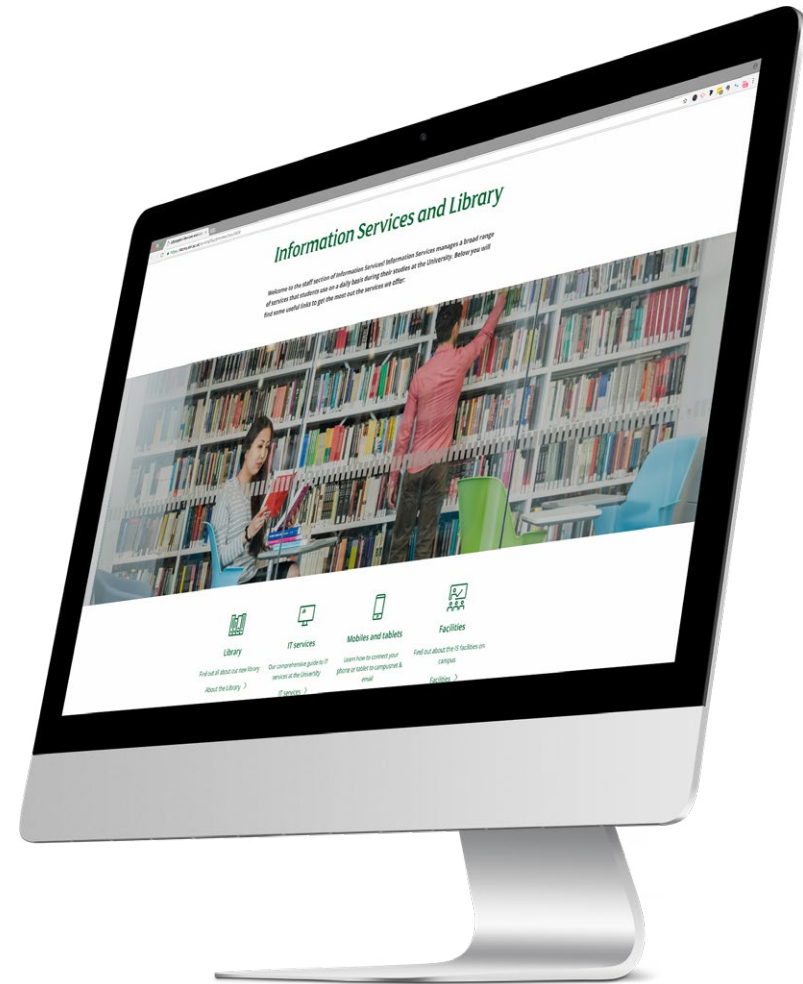 Information Services and Library
Welcome to the staff section of Information Services! Information Services manages a broad range
of services that students use on a daily basis during their studies at the University. Below you will
find some useful links to get the most out the services we offer:
Library
Find out all about out new library
About the Library >
IT services
Our comprehensive guide to IT
services at the University
IT services >
Mobiles and tablets
Learn how to connect your
phone or tablet to campusnet &
email
Facilities
Find out about the IS facilities on
campus
Facilities >